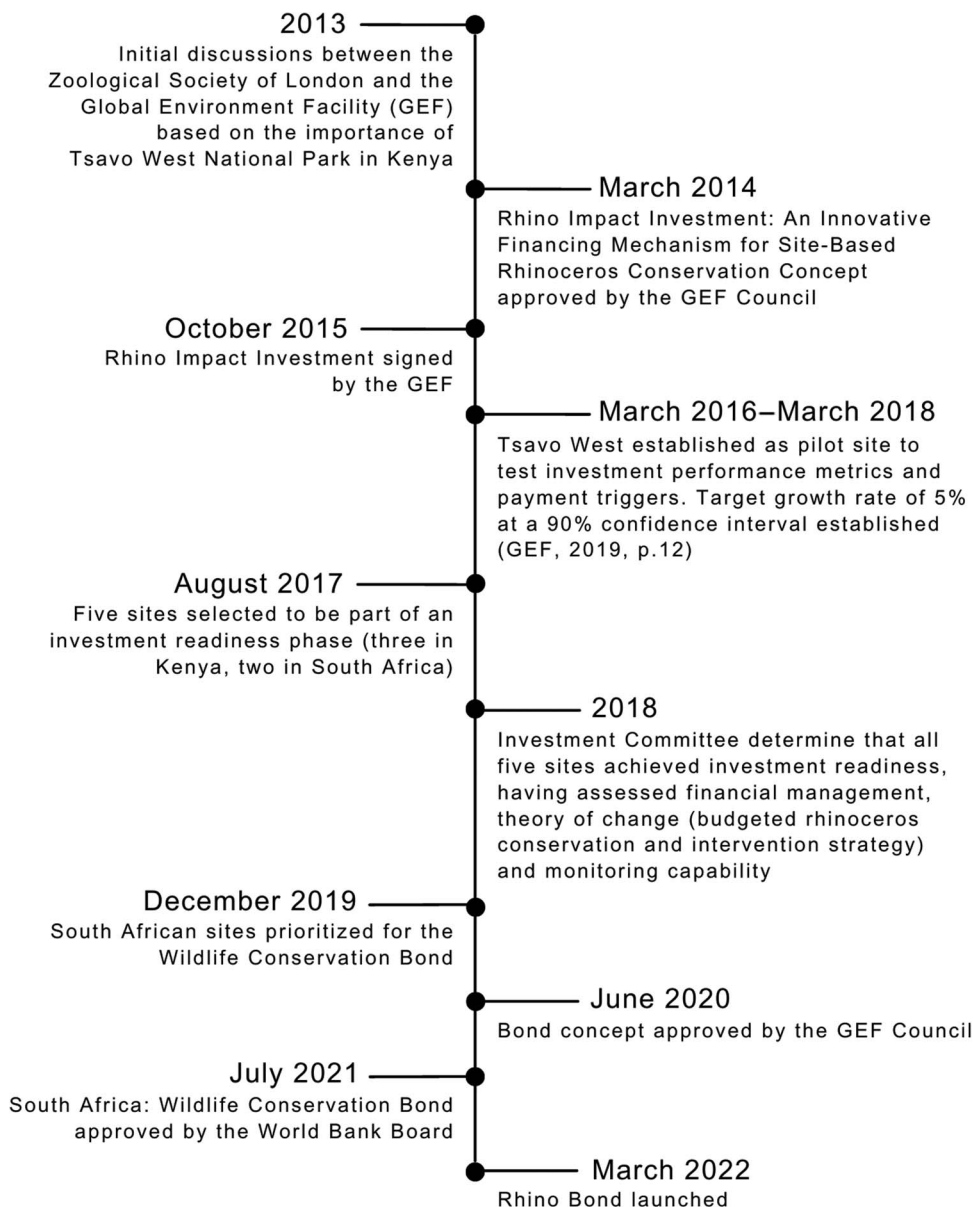 2013
Initial discussions between the
Zoological Society of London and the
Global Environment Facility (GEF)
based on the importance of
Tsavo West National Park in Kenya
March 2014
Rhino Impact Investment: An Innovative
Financing Mechanism for Site-Based
Rhinoceros Conservation Concept
approved by the GEF Council
October 2015
Rhino Impact Investment signed
by the GEF
March 2016–March 2018
Tsavo West established as pilot site to
test investment performance metrics and
payment triggers. Target growth rate of 5%
at a 90% confidence interval established
(GEF, 2019, p.12)
August 2017
Five sites selected to be part of an
investment readiness phase (three in
Kenya, two in South Africa)
2018
Investment Committee determine that all
five sites achieved investment readiness,
having assessed financial management,
theory of change (budgeted rhinoceros
conservation and intervention strategy)
and monitoring capability
December 2019
South African sites prioritized for the
Wildlife Conservation Bond
June 2020
Bond concept approved by the GEF Council
July 2021
South Africa: Wildlife Conservation Bond
approved by the World Bank Board
March 2022
Rhino Bond launched